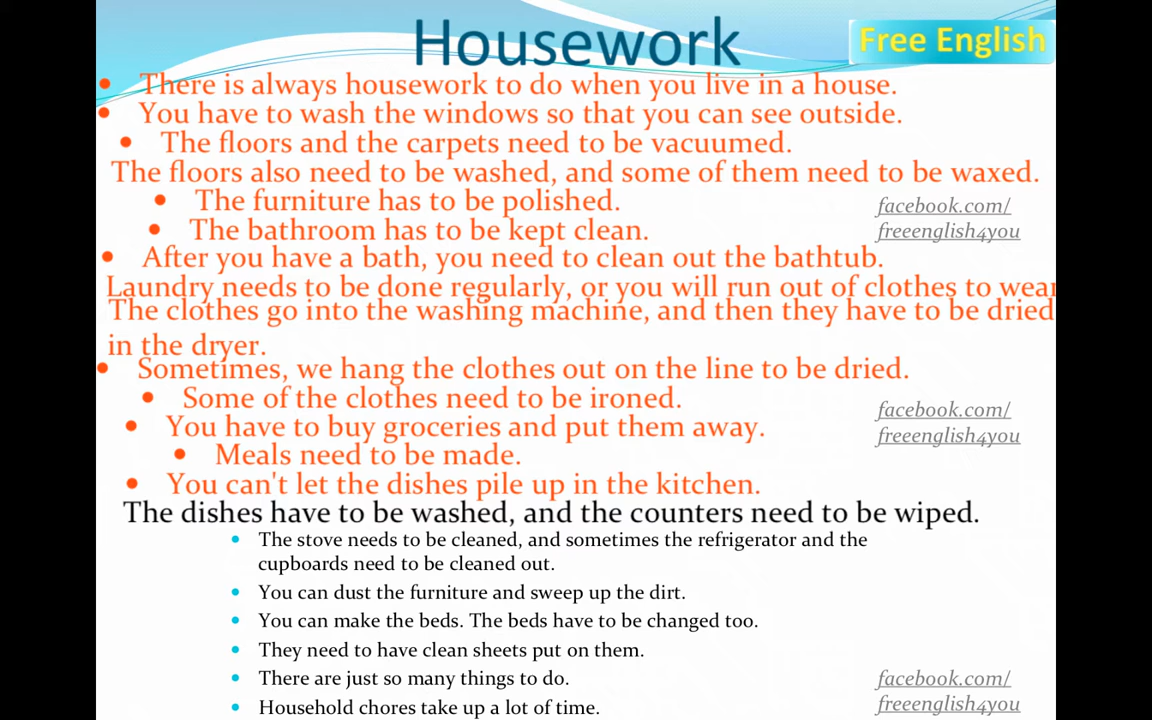 Housework
Free English
• There is always housework to do when you live in a house.
• You have to wash the windows so that you can see outside.
• The floors and the carpets need to be vacuumed.
The floors also need to be washed, and some of them need to be waxed.
• The furniture has to be polished.
facebook.com/
freeenglish4you
• The bathroom has to be kept clean.
• After you have a bath, you need to clean out the bathtub.
Laundry needs to be done regularly, or you will run out of clothes to wear
The clothes go into the washing machine, and then they have to be dried
in the dryer.
• Sometimes, we hang the clothes out on the line to be dried.
• Some of the clothes need to be ironed.
facebook.com/
freeenglish4you
• You have to buy groceries and put them away.
• Meals need to be made.
• You can't let the dishes pile up in the kitchen.
The dishes have to be washed, and the counters need to be wiped.
• The stove needs to be cleaned, and sometimes the refrigerator and the
cupboards need to be cleaned out.
• You can dust the furniture and sweep up the dirt.
• You can make the beds. The beds have to be changed too.
• They need to have clean sheets put on them.
• There are just so many things to do.
facebook.com/
freeenglish4you
• Household chores take up a lot of time.